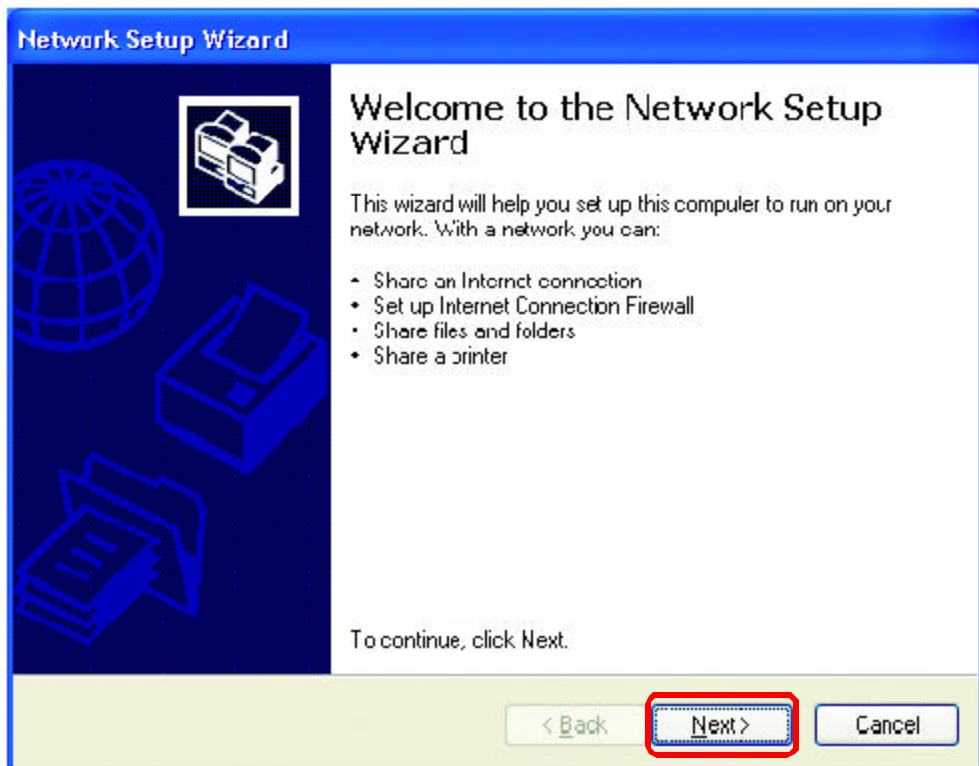 Network Setup Wizard
Welcome to the Network Setup
Wizard
This wizard will help you set up this computer to run on your
network. With a network you can:
• Share an Internet connection
• Set up Internet Connection Firewall
• Share files and folders
• Share a printer
To continue, click Next.
< Back
Next >
Cancel